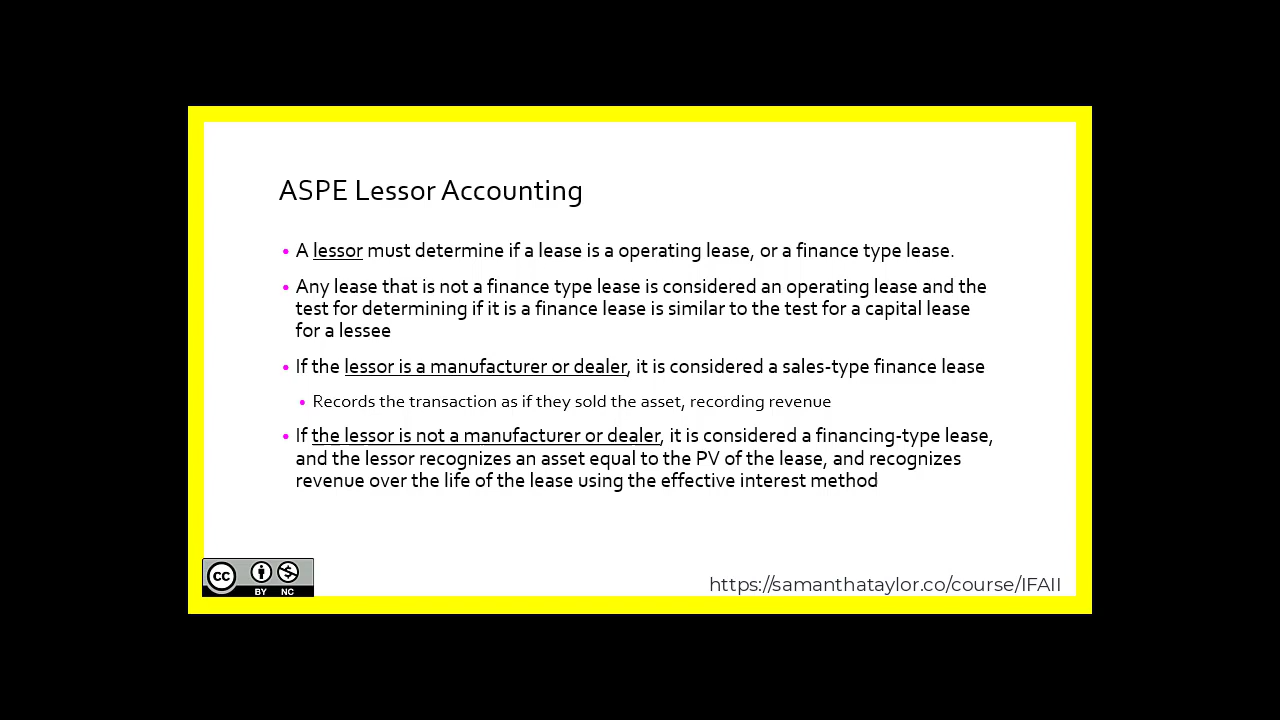 ASPE Lessor Accounting
• A lessor must determine if a lease is a operating lease, or a finance type lease.
• Any lease that is not a finance type lease is considered an operating lease and the
test for determining if it is a finance lease is similar to the test for a capital lease
for a lessee
• If the lessor is a manufacturer or dealer, it is considered a sales-type finance lease
• Records the transaction as if they sold the asset, recording revenue
• If the lessor is not a manufacturer or dealer, it is considered a financing-type lease,
and the lessor recognizes an asset equal to the PV of the lease, and recognizes
revenue over the life of the lease using the effective interest method
cc
BY NC
https://samanthataylor.co/course/IFAII